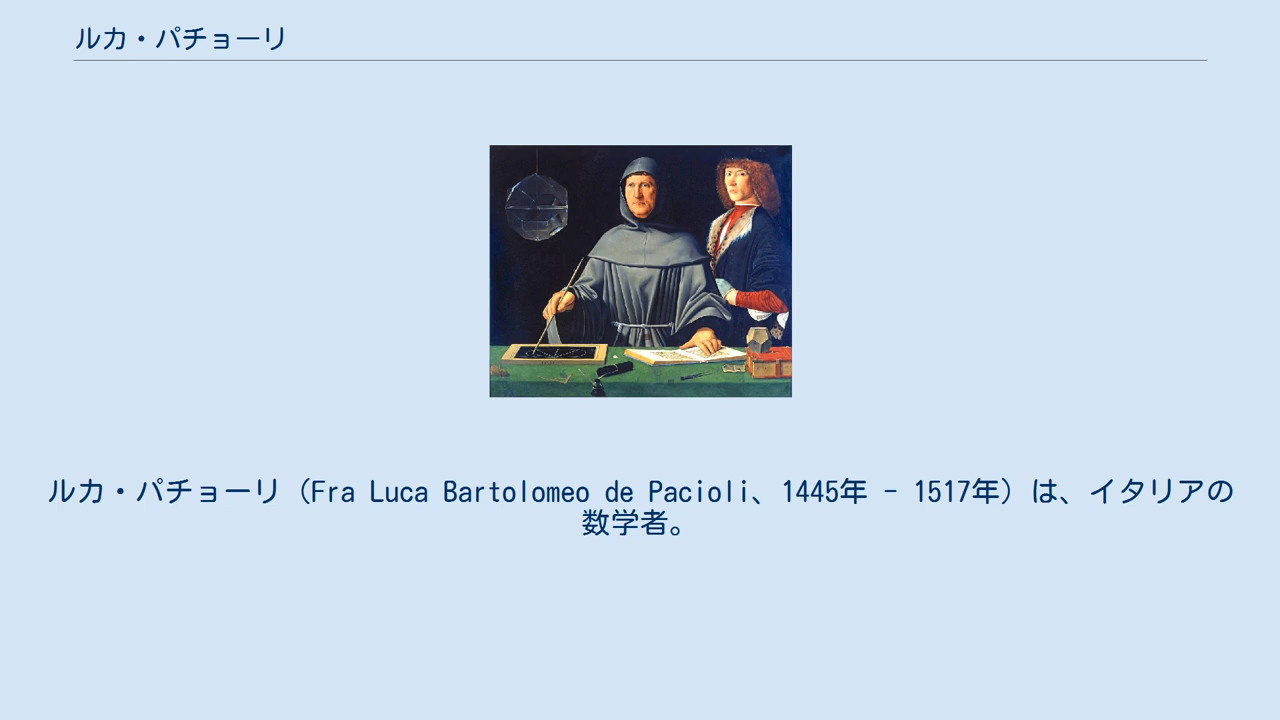 ルカ・パチョーリ
ルカ・パチョーリ（Fra Luca Bartolomeo de Pacioli、1445年 - 1517年）は、イタリアの
数学者。